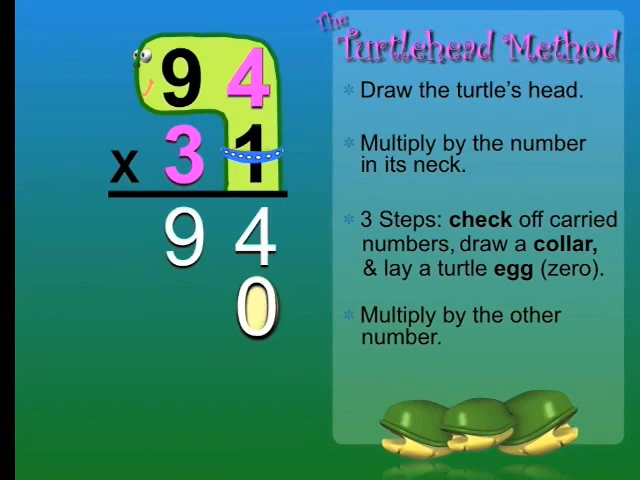 9 4
x 3 1
9 4
0
The
Turtlehead Method
* Draw the turtle's head.
* Multiply by the number
in its neck.
* 3 Steps: check off carried
numbers, draw a collar,
& lay a turtle egg (zero).
* Multiply by the other
number.